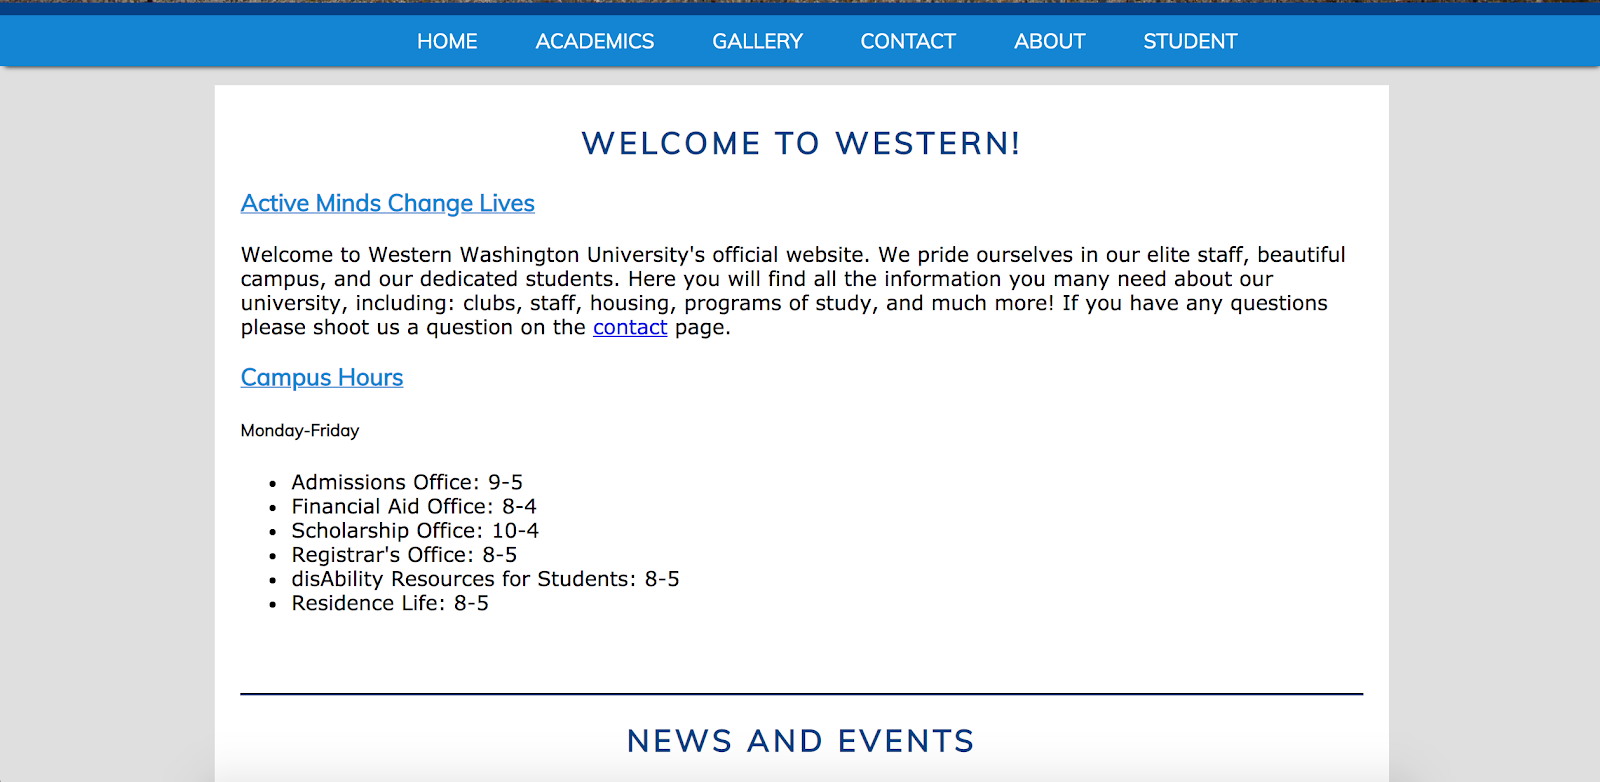 HOME ACADEMICS GALLERY CONTACT ABOUT STUDENT
WELCOME TO WESTERN!
Active Minds Change Lives
Welcome to Western Washington University's official website. We pride ourselves in our elite staff, beautiful
campus, and our dedicated students. Here you will find all the information you many need about our
university, including: clubs, staff, housing, programs of study, and much more! If you have any questions
please shoot us a question on the contact page.
Campus Hours
Monday-Friday
• Admissions Office: 9-5
• Financial Aid Office: 8-4
• Scholarship Office: 10-4
• Registrar's Office: 8-5
• disAbility Resources for Students: 8-5
• Residence Life: 8-5
NEWS AND EVENTS